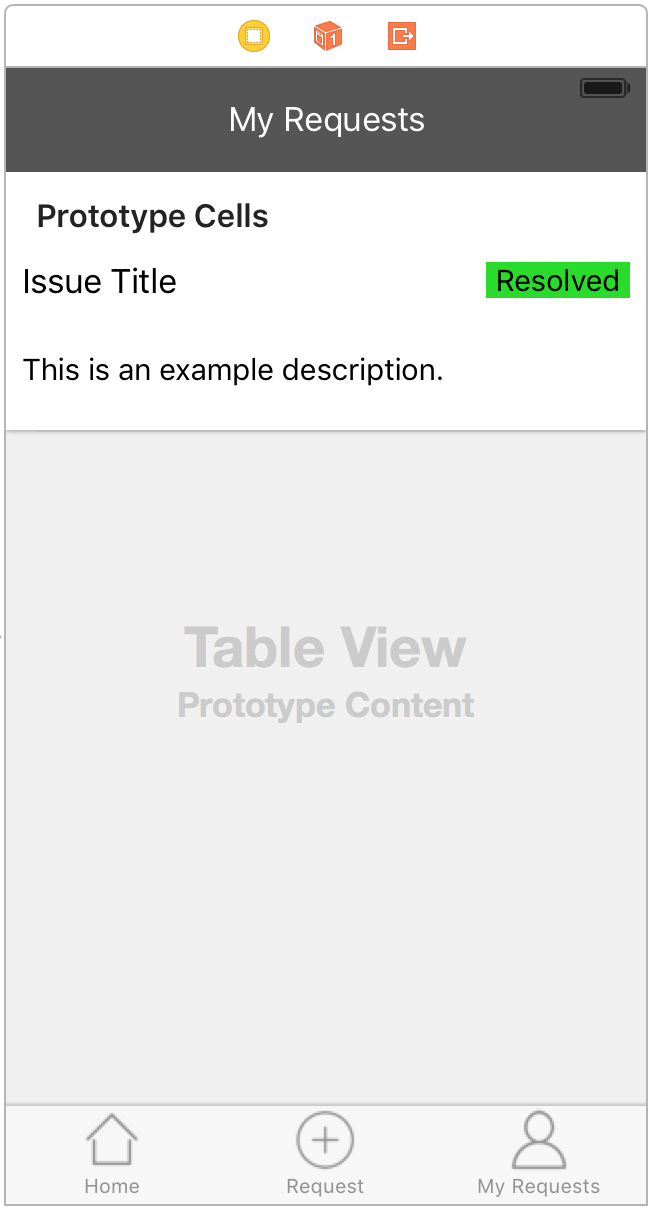 1
My Requests
Prototype Cells
Issue Title Resolved
This is an example description.
Table View
Prototype Content
Home Request My Requests